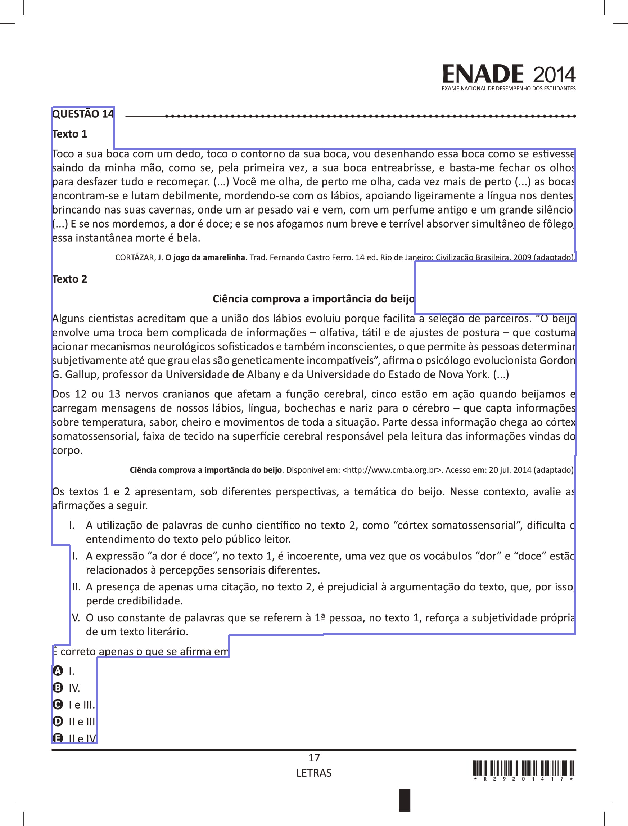 ENADE 2014
EXAME NACIONAL DE DESEMPENHO DOS ESTUDANTES
QUESTÃO 14
Texto 1
Toco a sua boca com um dedo, toco o contorno da sua boca, vou desenhando essa boca como se estivesse
saindo da minha mão, como se, pela primeira vez, a sua boca entreabrisse, e basta-me fechar os olhos
para desfazer tudo e recomeçar. (...) Você me olha, de perto me olha, cada vez mais de perto (...) as bocas
encontram-se e lutam debilmente, mordendo-se com os lábios, apoiando ligeiramente a língua nos dentes,
brincando nas suas cavernas, onde um ar pesado vai e vem, com um perfume antigo e um grande silêncio.
(...) E se nos mordemos, a dor é doce; e se nos afogamos num breve e terrível absorver simultâneo de fôlego,
essa instantânea morte é bela.
CORTÁZAR, J. O jogo da amarelinha. Trad. Fernando Castro Ferro. 14 ed. Rio de Janeiro: Civilização Brasileira, 2009 (adaptado).
Texto 2
Ciência comprova a importância do beijo
Alguns cientistas acreditam que a união dos lábios evoluiu porque facilita a seleção de parceiros. “O beijo
envolve uma troca bem complicada de informações – olfativa, tátil e de ajustes de postura – que costuma
acionar mecanismos neurológicos sofisticados e também inconscientes, o que permite às pessoas determinar
subjetivamente até que grau elas são geneticamente incompatíveis”, afirma o psicólogo evolucionista Gordon
G. Gallup, professor da Universidade de Albany e da Universidade do Estado de Nova York. (...)
Dos 12 ou 13 nervos cranianos que afetam a função cerebral, cinco estão em ação quando beijamos e
carregam mensagens de nossos lábios, língua, bochechas e nariz para o cérebro – que capta informações
sobre temperatura, sabor, cheiro e movimentos de toda a situação. Parte dessa informação chega ao córtex
somatossensorial, faixa de tecido na superfície cerebral responsável pela leitura das informações vindas do
corpo.
Ciência comprova a importância do beijo. Disponível em: <http://www.cmba.org.br>. Acesso em: 20 jul. 2014 (adaptado).
Os textos 1 e 2 apresentam, sob diferentes perspectivas, a temática do beijo. Nesse contexto, avalie as
afirmações a seguir.
I. A utilização de palavras de cunho científico no texto 2, como “córtex somatossensorial”, dificulta o
entendimento do texto pelo público leitor.
I. A expressão “a dor é doce”, no texto 1, é incoerente, uma vez que os vocábulos “dor” e “doce” estão
relacionados à percepções sensoriais diferentes.
II. A presença de apenas uma citação, no texto 2, é prejudicial à argumentação do texto, que, por isso,
perde credibilidade.
V. O uso constante de palavras que se referem à 1ª pessoa, no texto 1, reforça a subjetividade própria
de um texto literário.
É correto apenas o que se afirma em
A I.
B IV.
C I e III.
D II e III
E II e IV
17
LETRAS
*R2920141?*